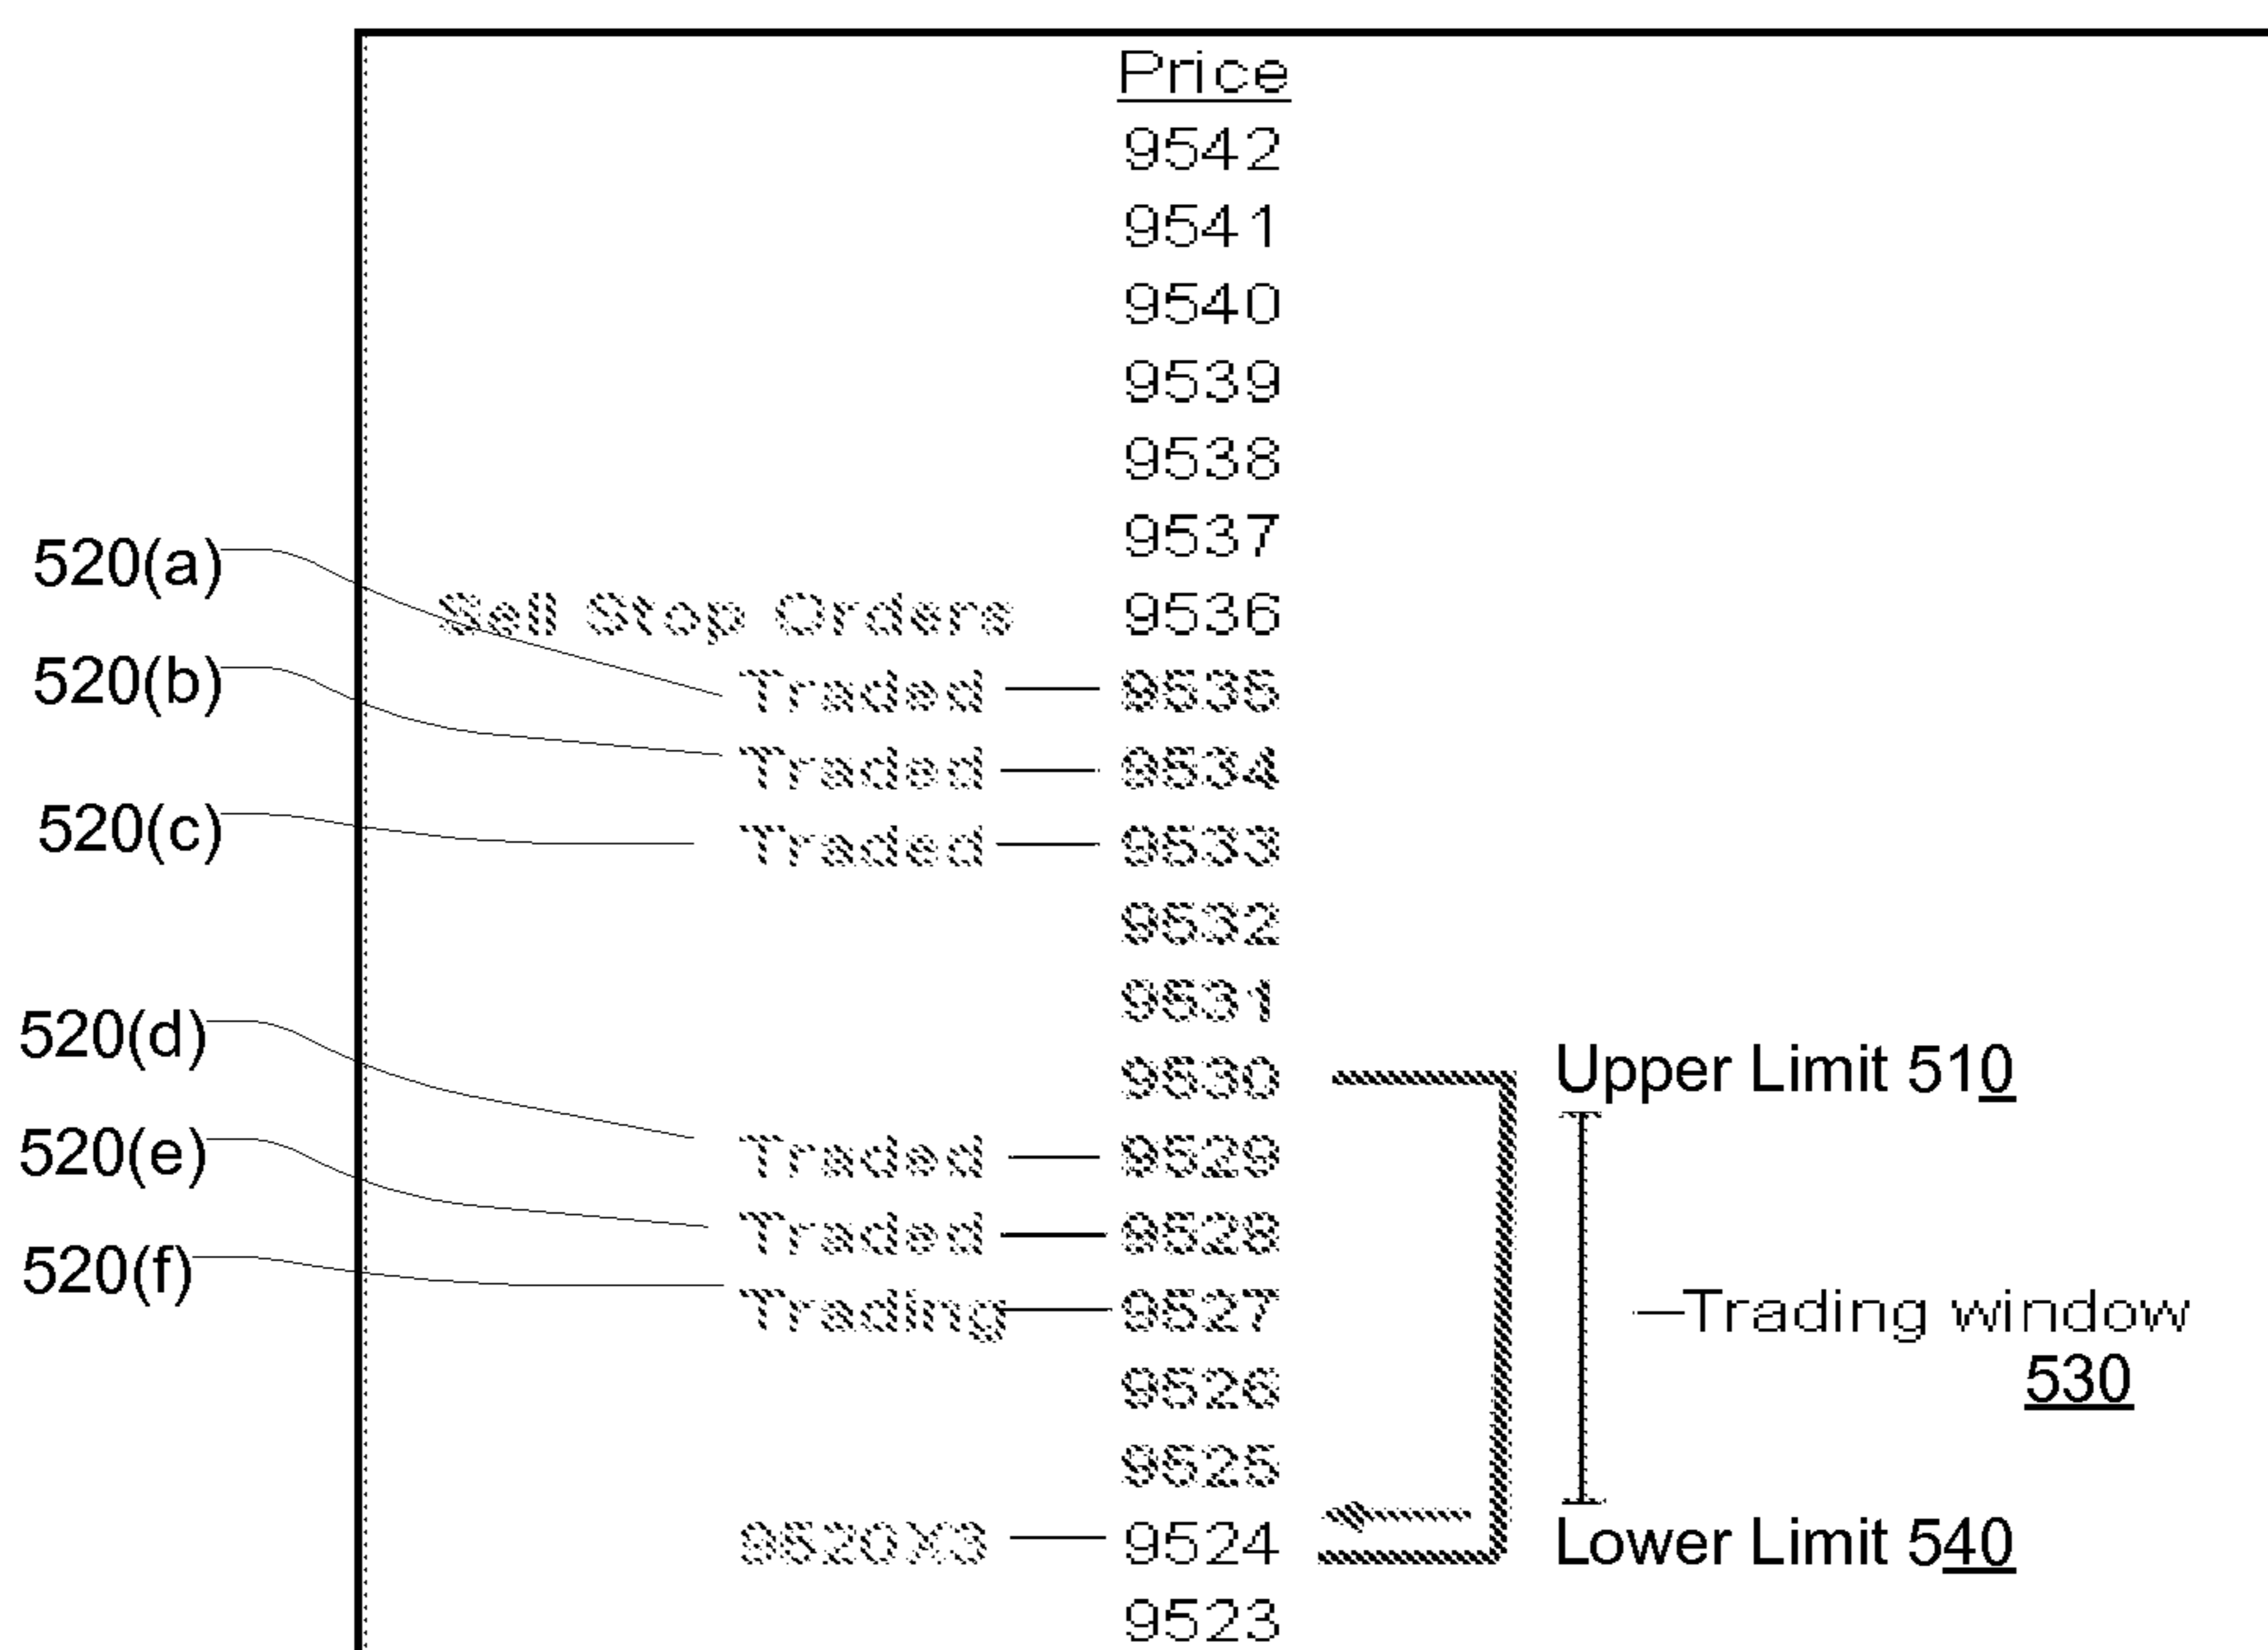 Price
9542
9541
9540
9539
9538
9537
520(a)
Sell Stop Orders 9536
520(b) Traded — 9535
Traded — 9534
520(c) Traded — 9533
9532
9531
520(d) 9530 Upper Limit 510
520(e) Traded — 9529
Traded — 9528
520(f) Trading — 9527 —Trading window
9526 530
9525
9520X3 — 9524 Lower Limit 540
9523